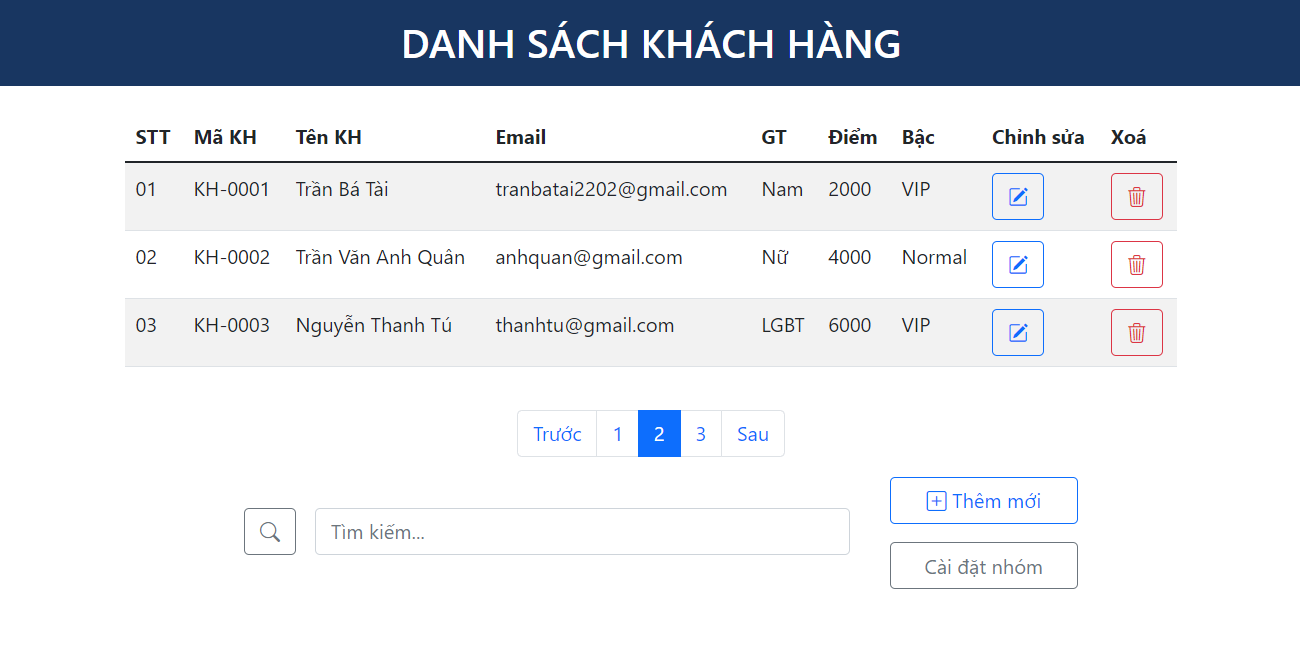 DANH SÁCH KHÁCH HÀNG
STT Mã KH Tên KH Email GT Điểm Bậc Chỉnh sửa Xoá
01 KH-0001 Trần Bá Tài tranbatai2202@gmail.com Nam 2000 VIP
02 KH-0002 Trần Văn Anh Quân anhquan@gmail.com Nữ 4000 Normal
03 KH-0003 Nguyễn Thanh Tú thanhtu@gmail.com LGBT 6000 VIP
Trước 1 2 3 Sau
Thêm mới
Tìm kiếm...
Cài đặt nhóm